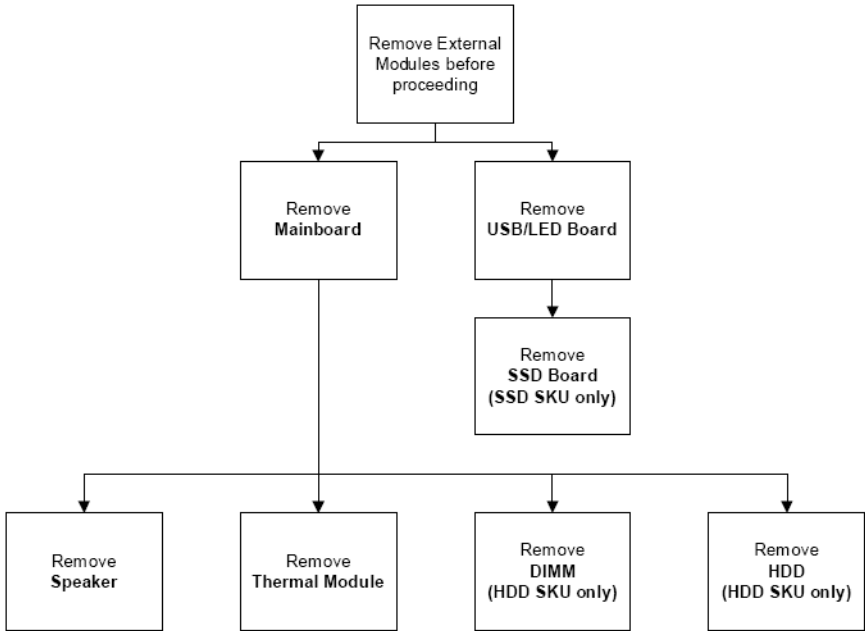 Remove External
Modules before
proceeding
Remove
Mainboard
Remove
USB/LED Board
Remove
SSD Board
(SSD SKU only)
Remove
Speaker
Remove
Thermal Module
Remove
DIMM
(HDD SKU only)
Remove
HDD
(HDD SKU only)